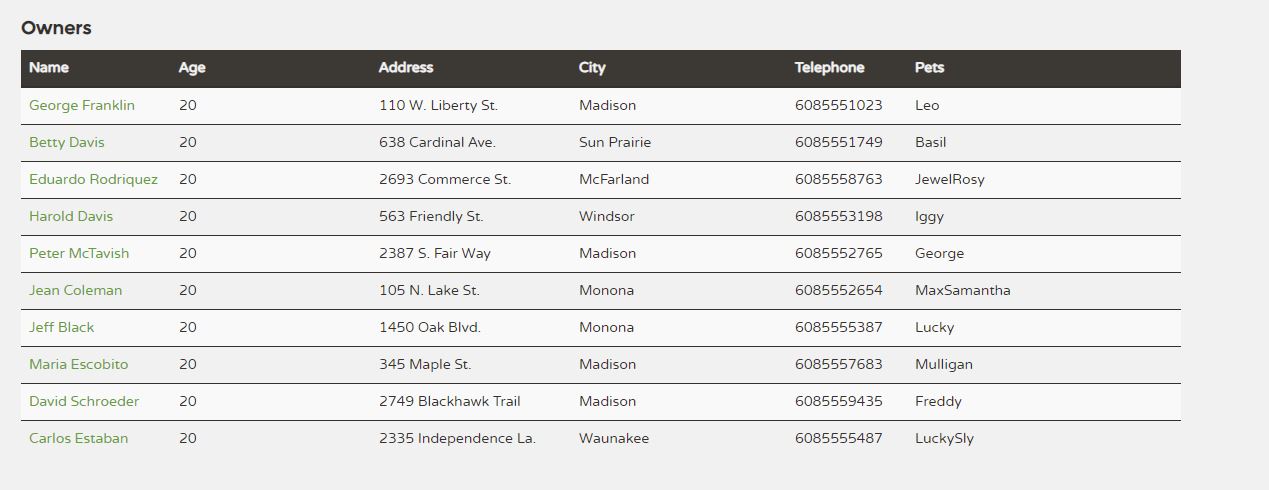 Owners
Name Age Address City Telephone Pets
George Franklin 20 110 W. Liberty St. Madison 6085551023 Leo
Betty Davis 20 638 Cardinal Ave. Sun Prairie 6085551749 Basil
Eduardo Rodriquez 20 2693 Commerce St. McFarland 6085558763 JewelRosy
Harold Davis 20 563 Friendly St. Windsor 6085553198 Iggy
Peter McTavish 20 2387 S. Fair Way Madison 6085552765 George
Jean Coleman 20 105 N. Lake St. Monona 6085552654 MaxSamantha
Jeff Black 20 1450 Oak Blvd. Monona 6085555387 Lucky
Maria Escobito 20 345 Maple St. Madison 6085557683 Mulligan
David Schroeder 20 2749 Blackhawk Trail Madison 6085559435 Freddy
Carlos Estaban 20 2335 Independence La. Waunakee 6085555487 LuckySly